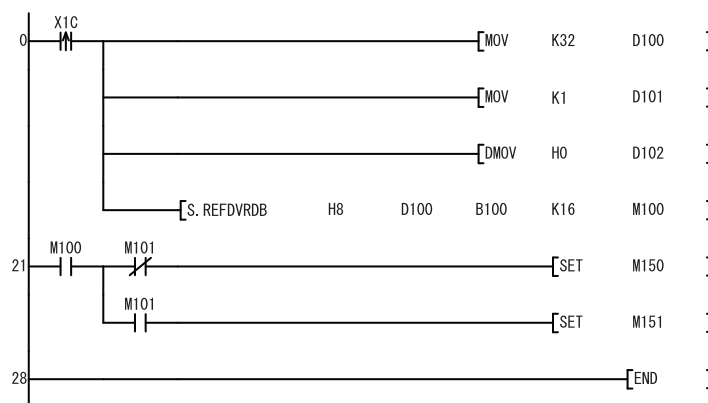 X1C
0 MOV K32 D100
MOV K1 D101
DMOV H0 D102
S.REFDVRDB H8 D100 B100 K16 M100
M100 M101
21 SET M150
M101
SET M151
28 END